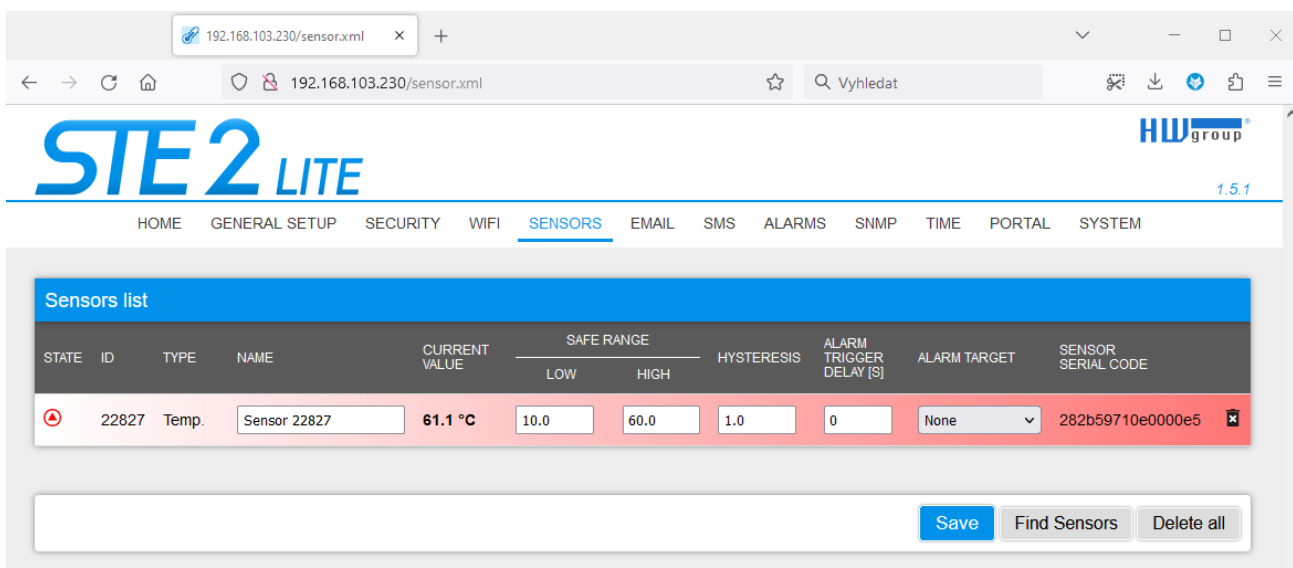 192.168.103.230/sensor.xml
192.168.103.230/sensor.xml Vyhledat
STE 2 LITE
HW group
1.5.1
HOME GENERAL SETUP SECURITY WIFI SENSORS EMAIL SMS ALARMS SNMP TIME PORTAL SYSTEM
Sensors list
STATE ID TYPE NAME CURRENT VALUE SAFE RANGE LOW HIGH HYSTERESIS ALARM TRIGGER DELAY [S] ALARM TARGET SENSOR SERIAL CODE
22827 Temp. Sensor 22827 61.1 °C 10.0 60.0 1.0 0 None 282b59710e0000e5
Save Find Sensors Delete all